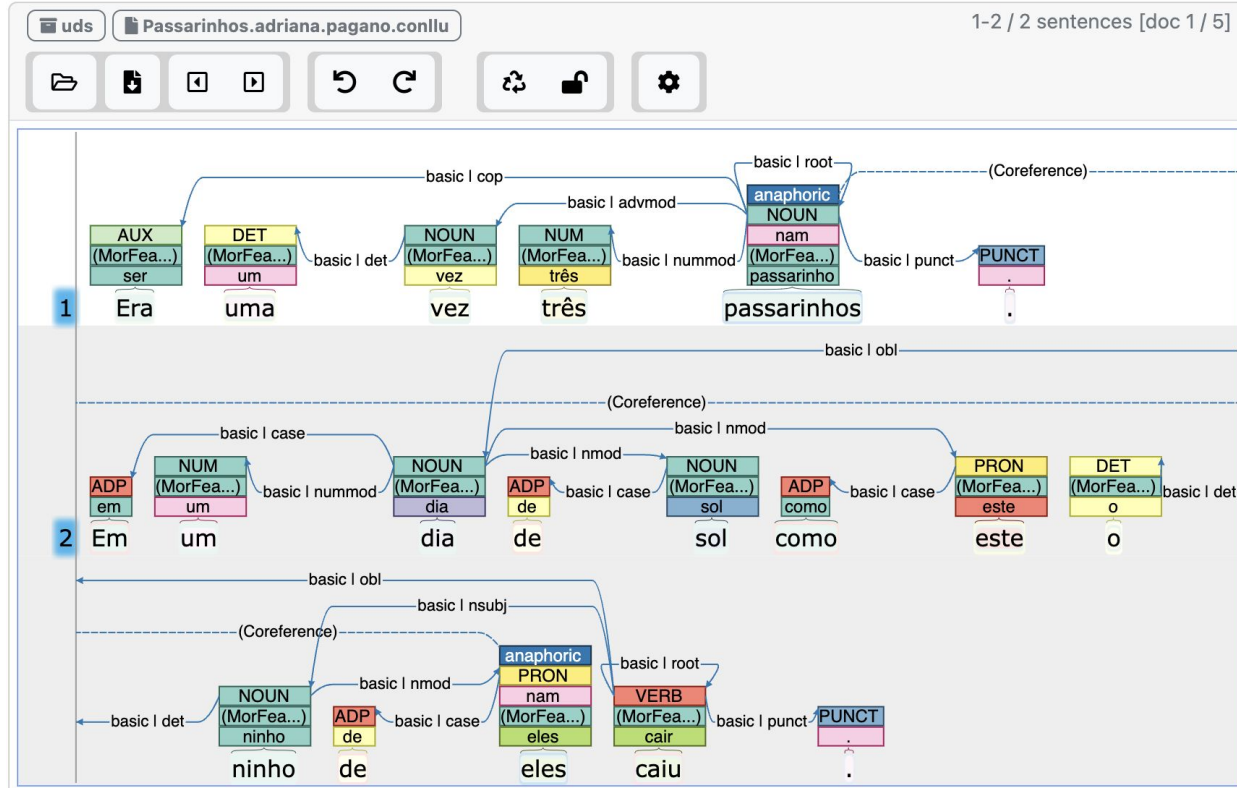 uds Passarinhos.adriana.pagano.conllu 1-2 / 2 sentences [doc 1 / 5]
basic | root
basic | cop (Coreference)
basic | advmod anaphoric
AUX DET NOUN NUM NOUN
nam
(MorFea...) (MorFea...) basic | det (MorFea...) (MorFea...) basic | nummod (MorFea...) basic | punct PUNCT
ser um vez três passarinho .
1 Era uma vez três passarinhos .
basic | obl
(Coreference)
basic | case basic | nmod
basic | nmod
NUM NOUN NOUN PRON DET
ADP (MorFea...) basic | nummod (MorFea...) ADP basic | case (MorFea...) ADP basic | case (MorFea...) (MorFea...) basic | det
em um dia de sol como este o
2 Em um dia de sol como este o
basic | obl
basic | nsubj
(Coreference)
anaphoric
basic | root
PRON
basic | nmod
NOUN nam VERB
basic | det (MorFea...) ADP basic | case (MorFea...) (MorFea...) basic | punct PUNCT
ninho de eles cair .
ninho de eles caiu .